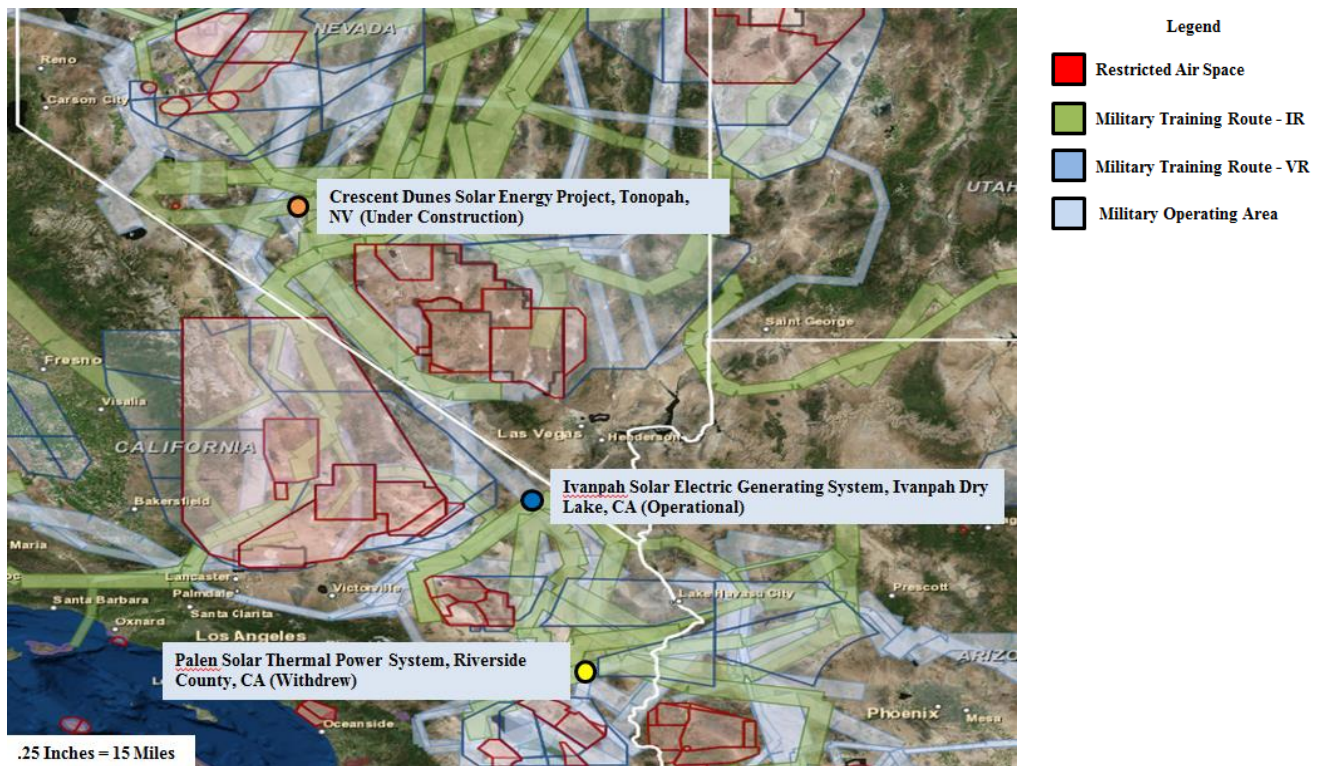 Legend
Restricted Air Space
Military Training Route - IR
Military Training Route - VR
Military Operating Area
NEVADA
Reno
Carson City
UTAH
Crescent Dunes Solar Energy Project, Tonopah,
NV (Under Construction)
Saint George
Fresno
Visalia
CALIFORNIA
Las Vegas
Henderson
Bakersfield
Ivanpah Solar Electric Generating System, Ivanpah Dry
Lake, CA (Operational)
Maria
Lancaster
Palmdale
Victorville
Santa Barbara
Santa Clarita
Oxnard
Los Angeles
Lake Havasu City
Prescott
Palen Solar Thermal Power System, Riverside
County, CA (Withdrew)
ARIZO
Phoenix
Mesa
Oceanside
.25 Inches = 15 Miles